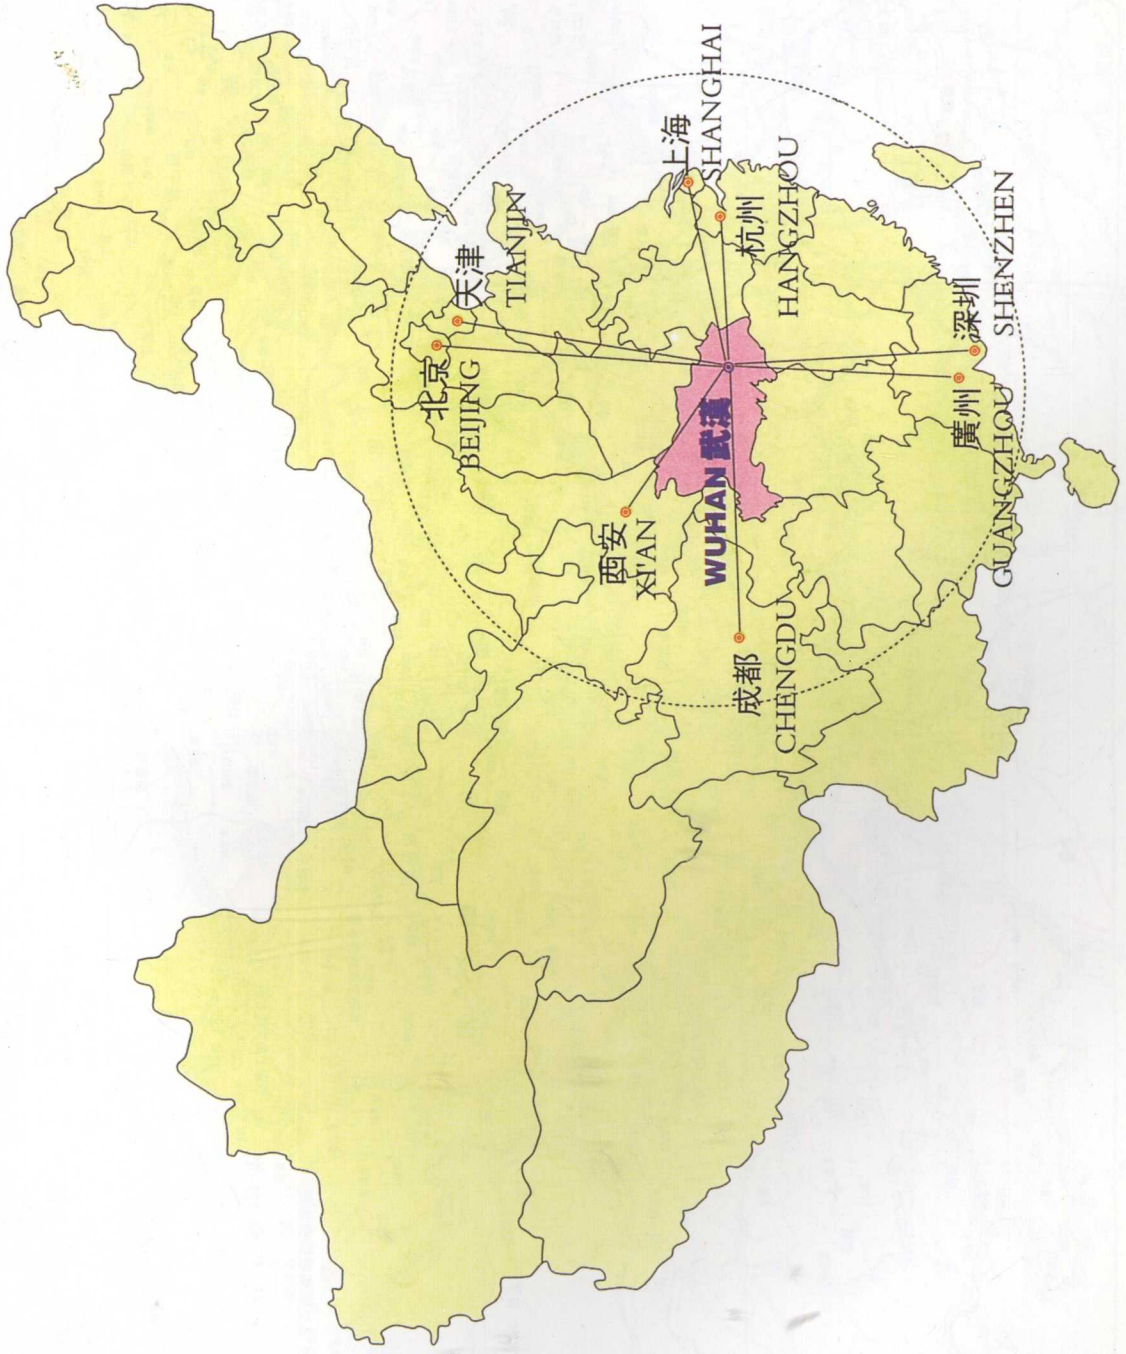 北京
BEIJING
天津
TIANJIN
西安
XI'AN
上海
SHANGHAI
杭州
HANGZHOU
WUHAN 武漢
成都
CHENGDU
深圳
SHENZHEN
廣州
GUANGZHOU